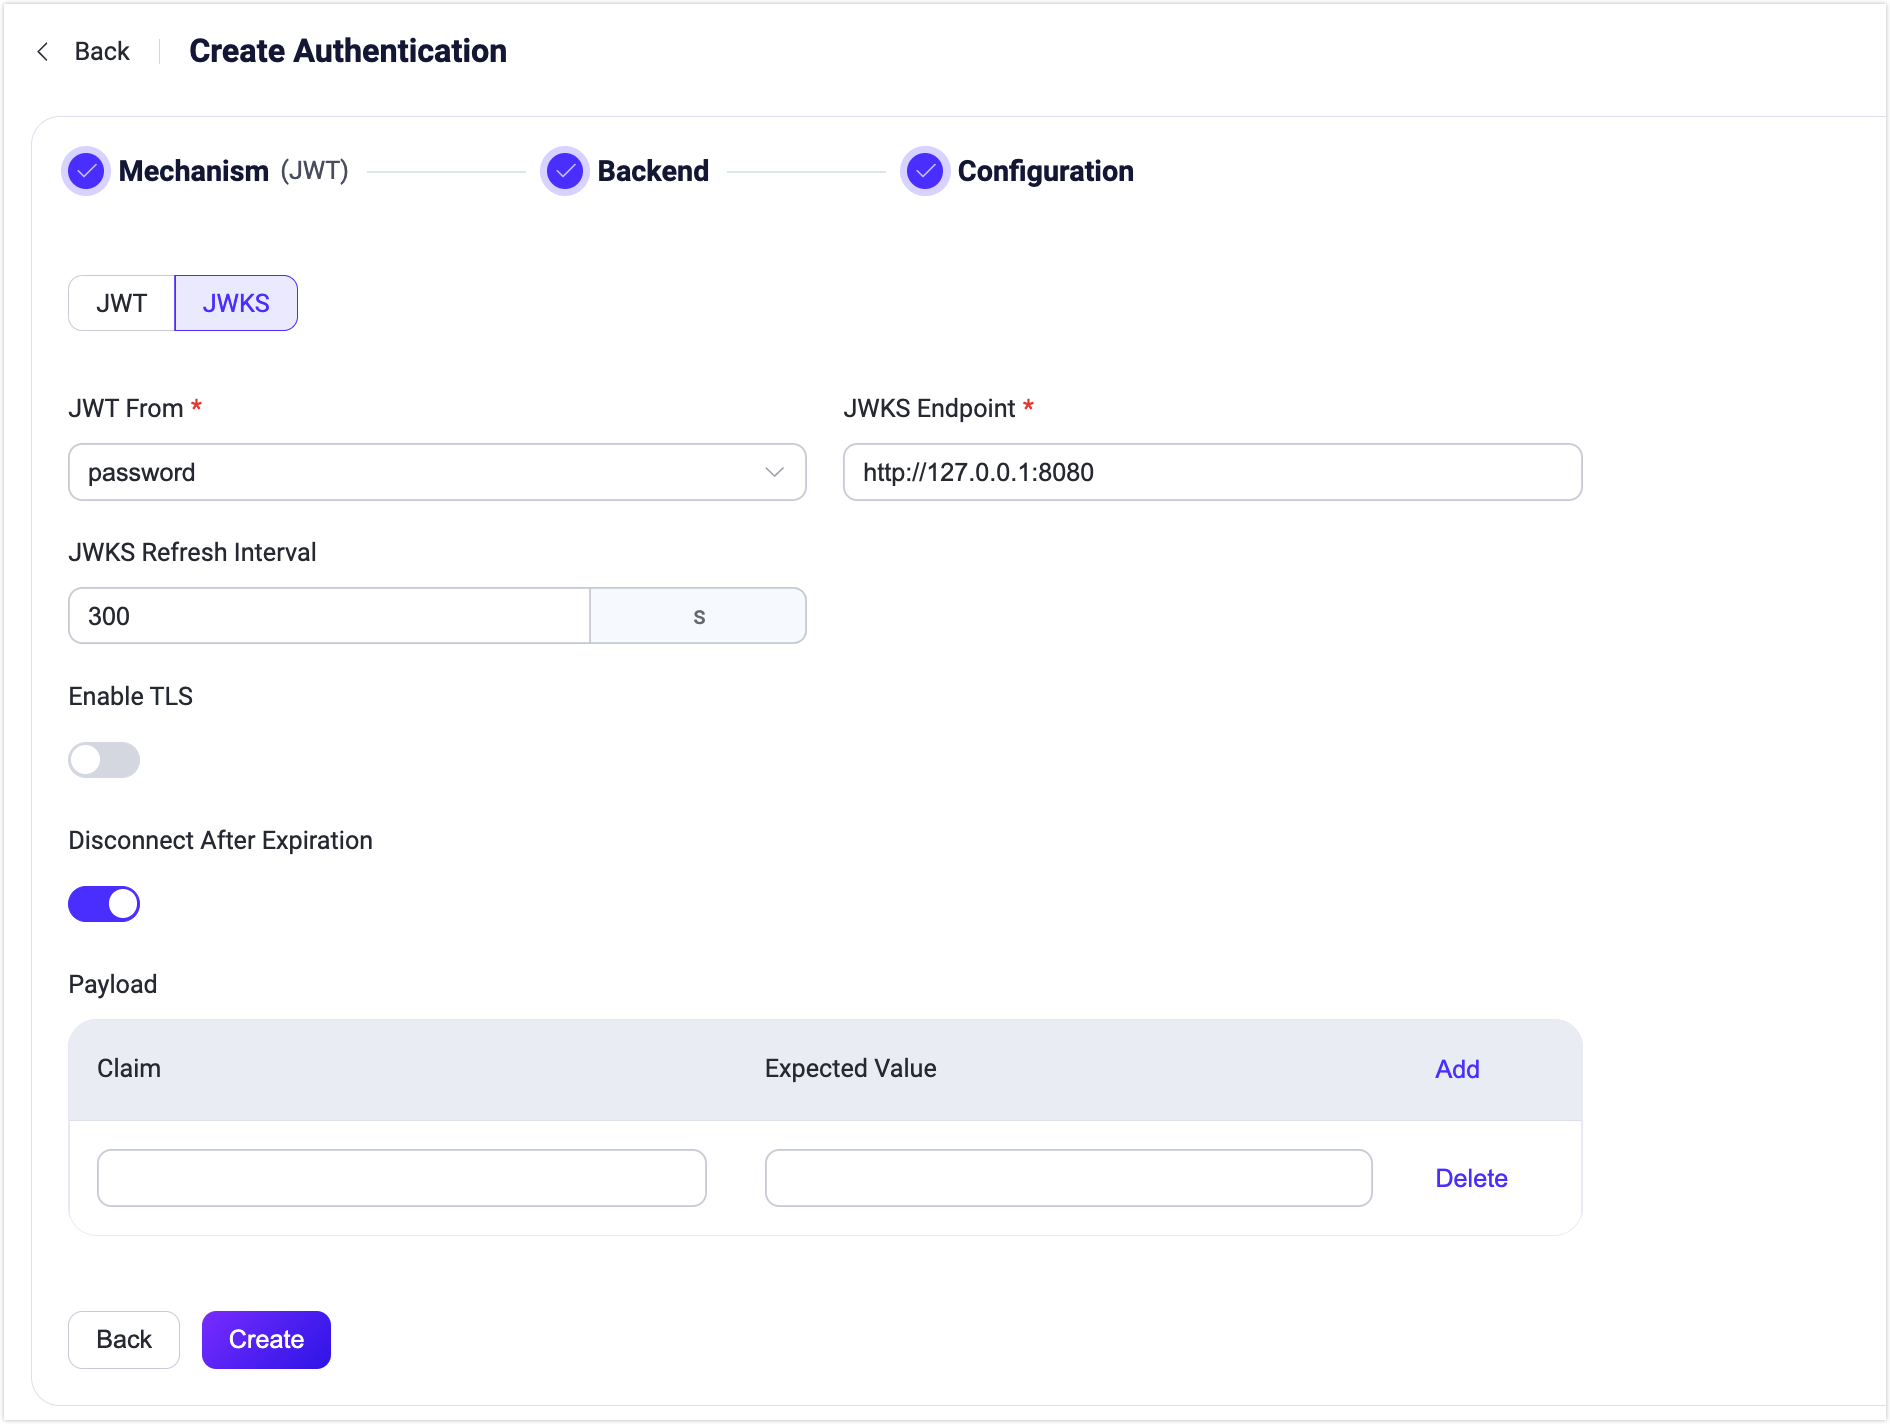 Back Create Authentication
Mechanism (JWT) Backend Configuration
JWT JWKS
JWT From * JWKS Endpoint *
password http://127.0.0.1:8080
JWKS Refresh Interval
300 s
Enable TLS
Disconnect After Expiration
Payload
Claim Expected Value Add
Delete
Back Create